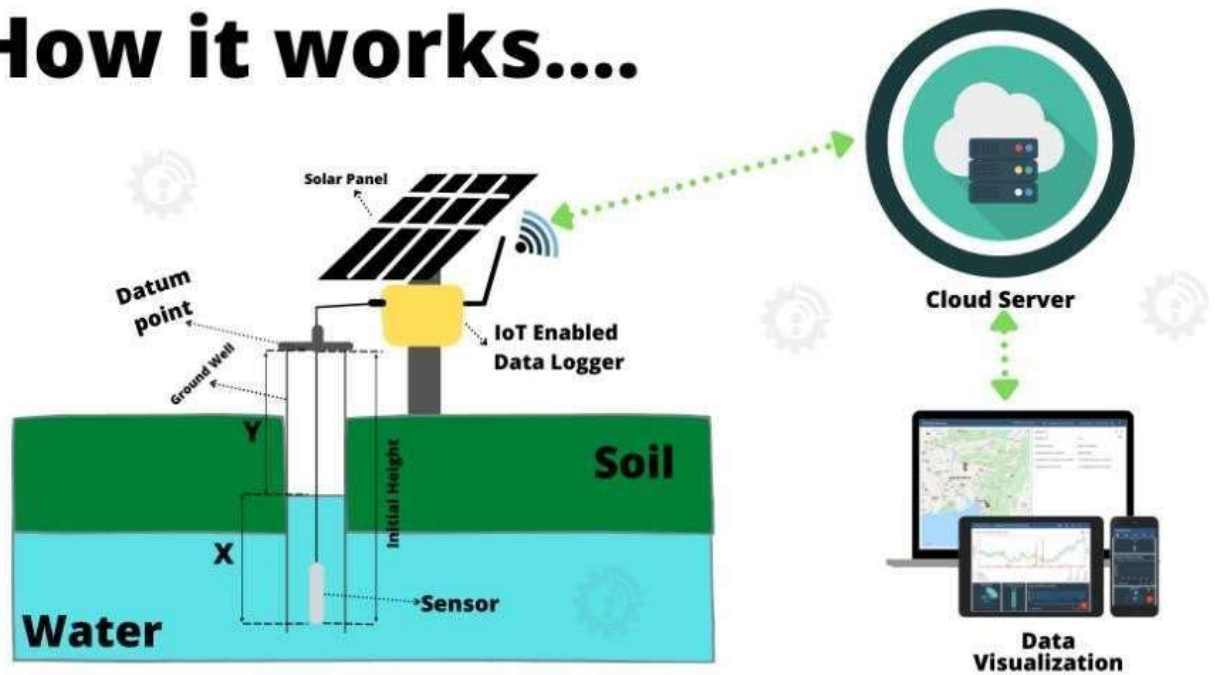 How it works....
Solar Panel
Datum
point
Ground Well
IoT Enabled
Data Logger
Y
X
Initial Height
Soil
Sensor
Water
Cloud Server
Data
Visualization